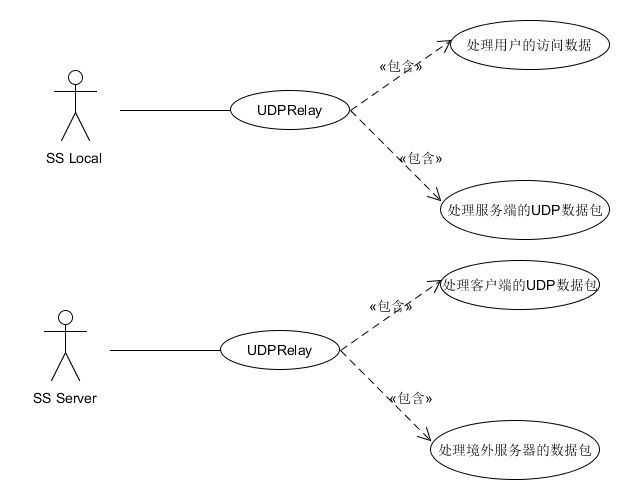 处理用户的访问数据
«包含»
UDPRelay
SS Local
«包含»
处理服务端的UDP数据包
处理客户端的UDP数据包
«包含»
UDPRelay
SS Server
«包含»
处理境外服务器的数据包